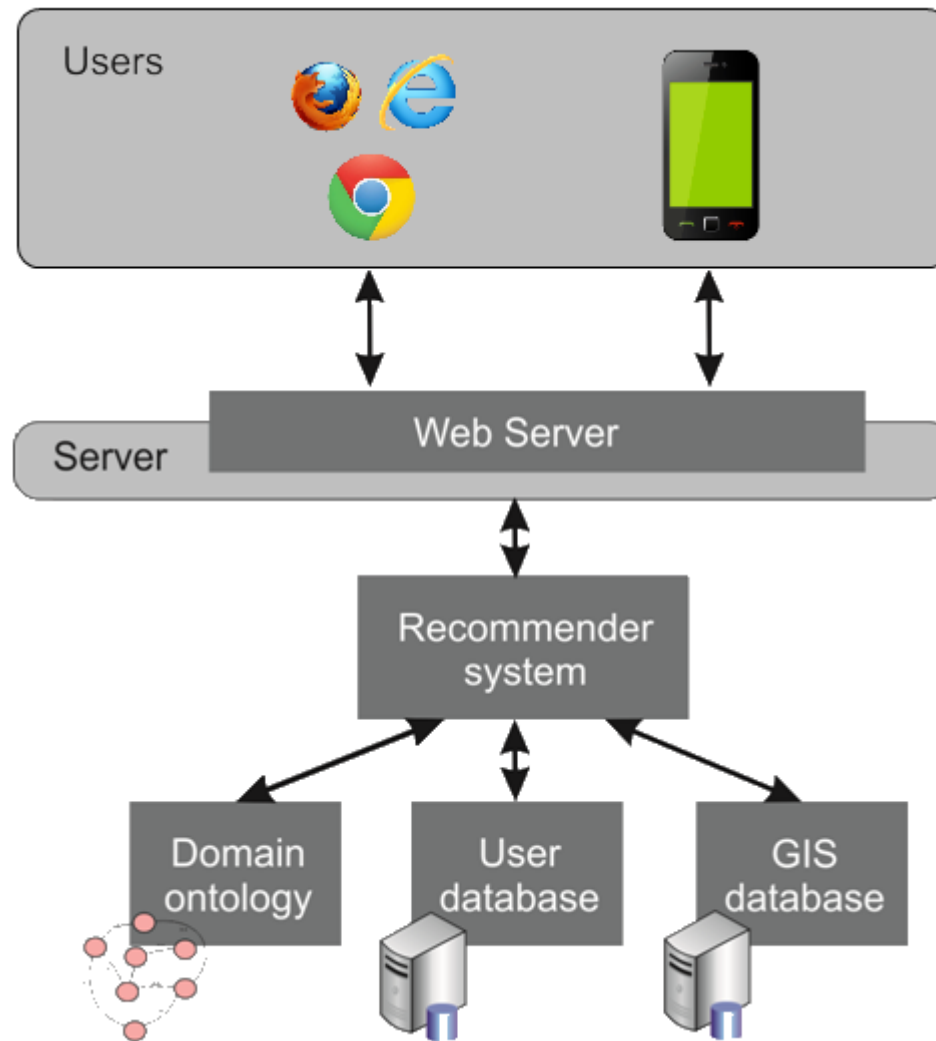 Users
Web Server
Server
Recommender
system
Domain
ontology
User
database
GIS
database